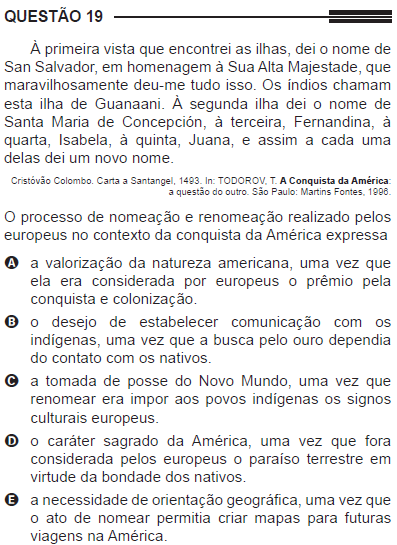 QUESTÃO 19
À primeira vista que encontrei as ilhas, dei o nome de
San Salvador, em homenagem à Sua Alta Majestade, que
maravilhosamente deu-me tudo isso. Os índios chamam
esta ilha de Guanaani. À segunda ilha dei o nome de
Santa Maria de Concepción, à terceira, Fernandina, à
quarta, Isabela, à quinta, Juana, e assim a cada uma
delas dei um novo nome.
Cristóvão Colombo. Carta a Santangel, 1493. In: TODOROV, T. A Conquista da América:
a questão do outro. São Paulo: Martins Fontes, 1996.
O processo de nomeação e renomeação realizado pelos
europeus no contexto da conquista da América expressa
A a valorização da natureza americana, uma vez que
ela era considerada por europeus o prêmio pela
conquista e colonização.
B o desejo de estabelecer comunicação com os
indígenas, uma vez que a busca pelo ouro dependia
do contato com os nativos.
C a tomada de posse do Novo Mundo, uma vez que
renomear era impor aos povos indígenas os signos
culturais europeus.
D o caráter sagrado da América, uma vez que fora
considerada pelos europeus o paraíso terrestre em
virtude da bondade dos nativos.
E a necessidade de orientação geográfica, uma vez que
o ato de nomear permitia criar mapas para futuras
viagens na América.